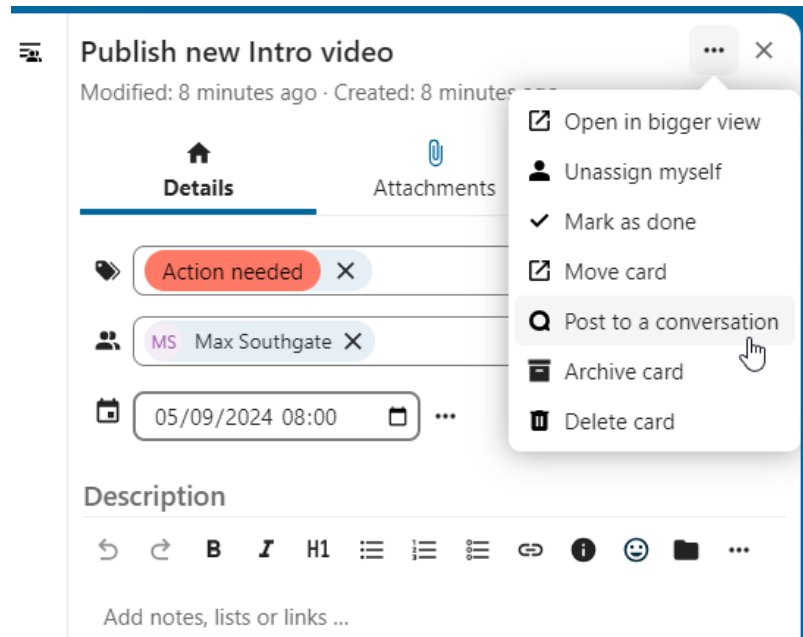 Publish new Intro video
Modified: 8 minutes ago · Created: 8 minutes ago
Details
Attachments
Open in bigger view
Unassign myself
Mark as done
Move card
Post to a conversation
Archive card
Delete card
Action needed
MS Max Southgate
05/09/2024 08:00
Description
B I H1
Add notes, lists or links ...